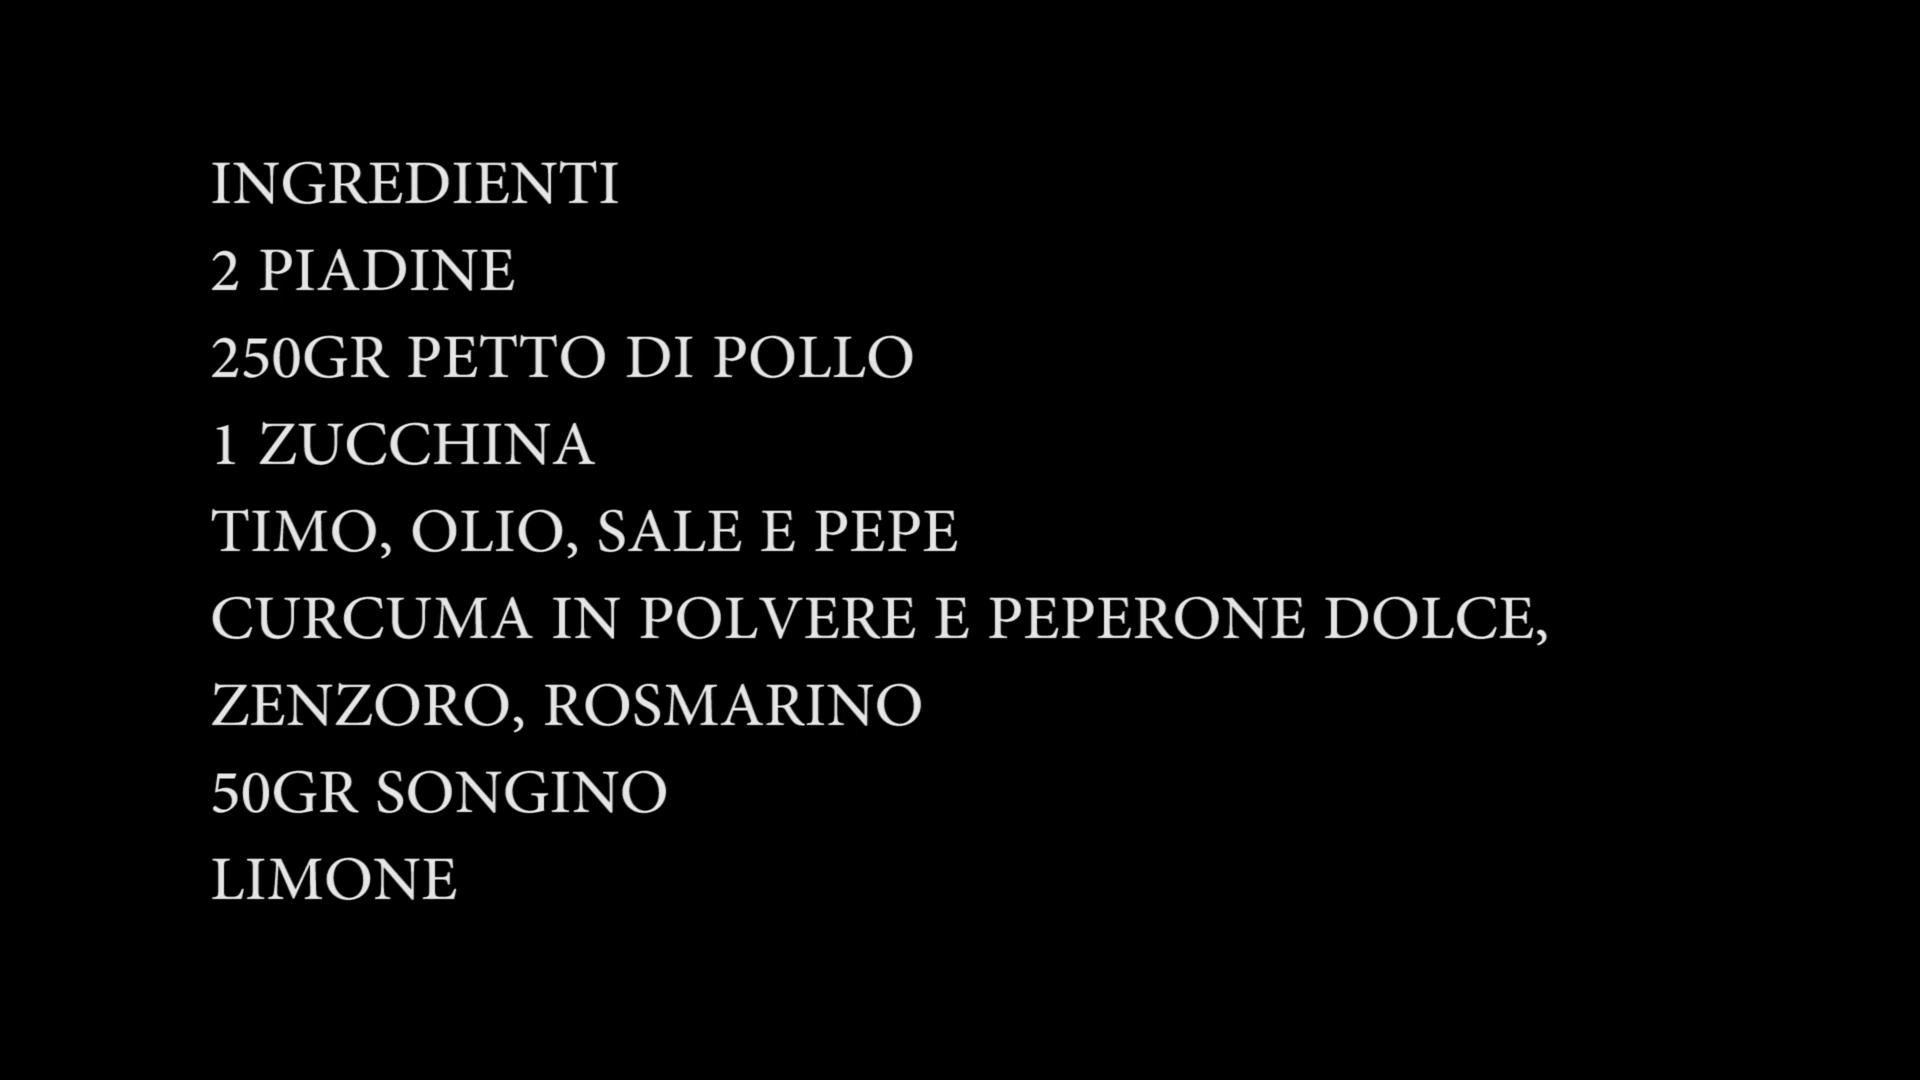 INGREDIENTI
2 PIADINE
250GR PETTO DI POLLO
1 ZUCCHINA
TIMO, OLIO, SALE E PEPE
CURCUMA IN POLVERE E PEPERONE DOLCE,
ZENZORO, ROSMARINO
50GR SONGINO
LIMONE